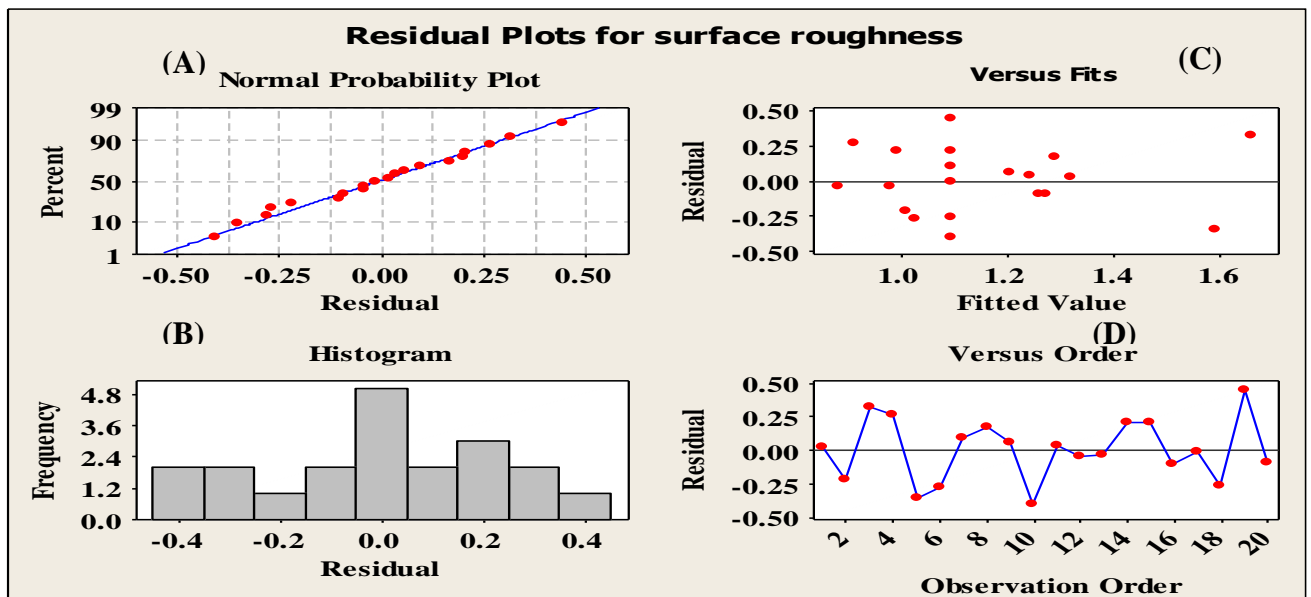 Residual Plots for surface roughness
(A)
Normal Probability Plot
99
90
50
10
1
Percent
-0.50 -0.25 0.00 0.25 0.50
Residual
(C)
Versus Fits
0.50
0.25
0.00
-0.25
-0.50
Residual
1.0 1.2 1.4 1.6
Fitted Value
(B)
Histogram
4.8
3.6
2.4
1.2
0.0
Frequency
-0.4 -0.2 0.0 0.2 0.4
Residual
(D)
Versus Order
0.50
0.25
0.00
-0.25
-0.50
Residual
2 4 6 8 10 12 14 16 18 20
Observation Order